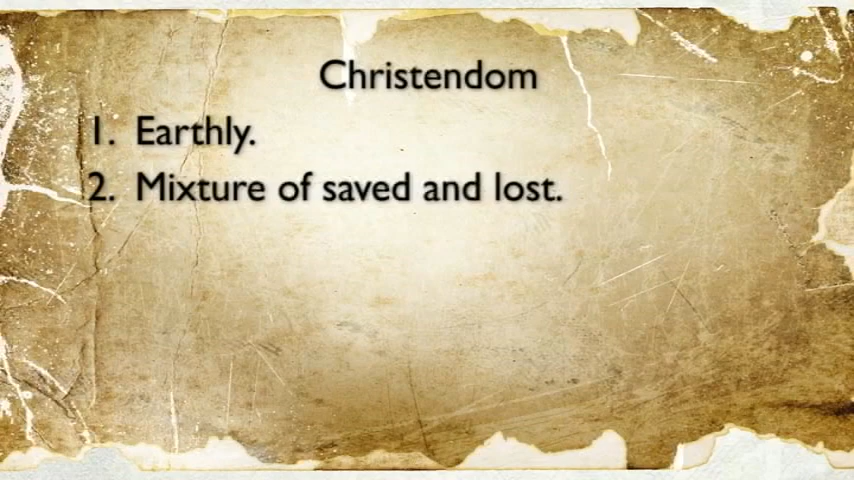 Christendom
1. Earthly.
2. Mixture of saved and lost.